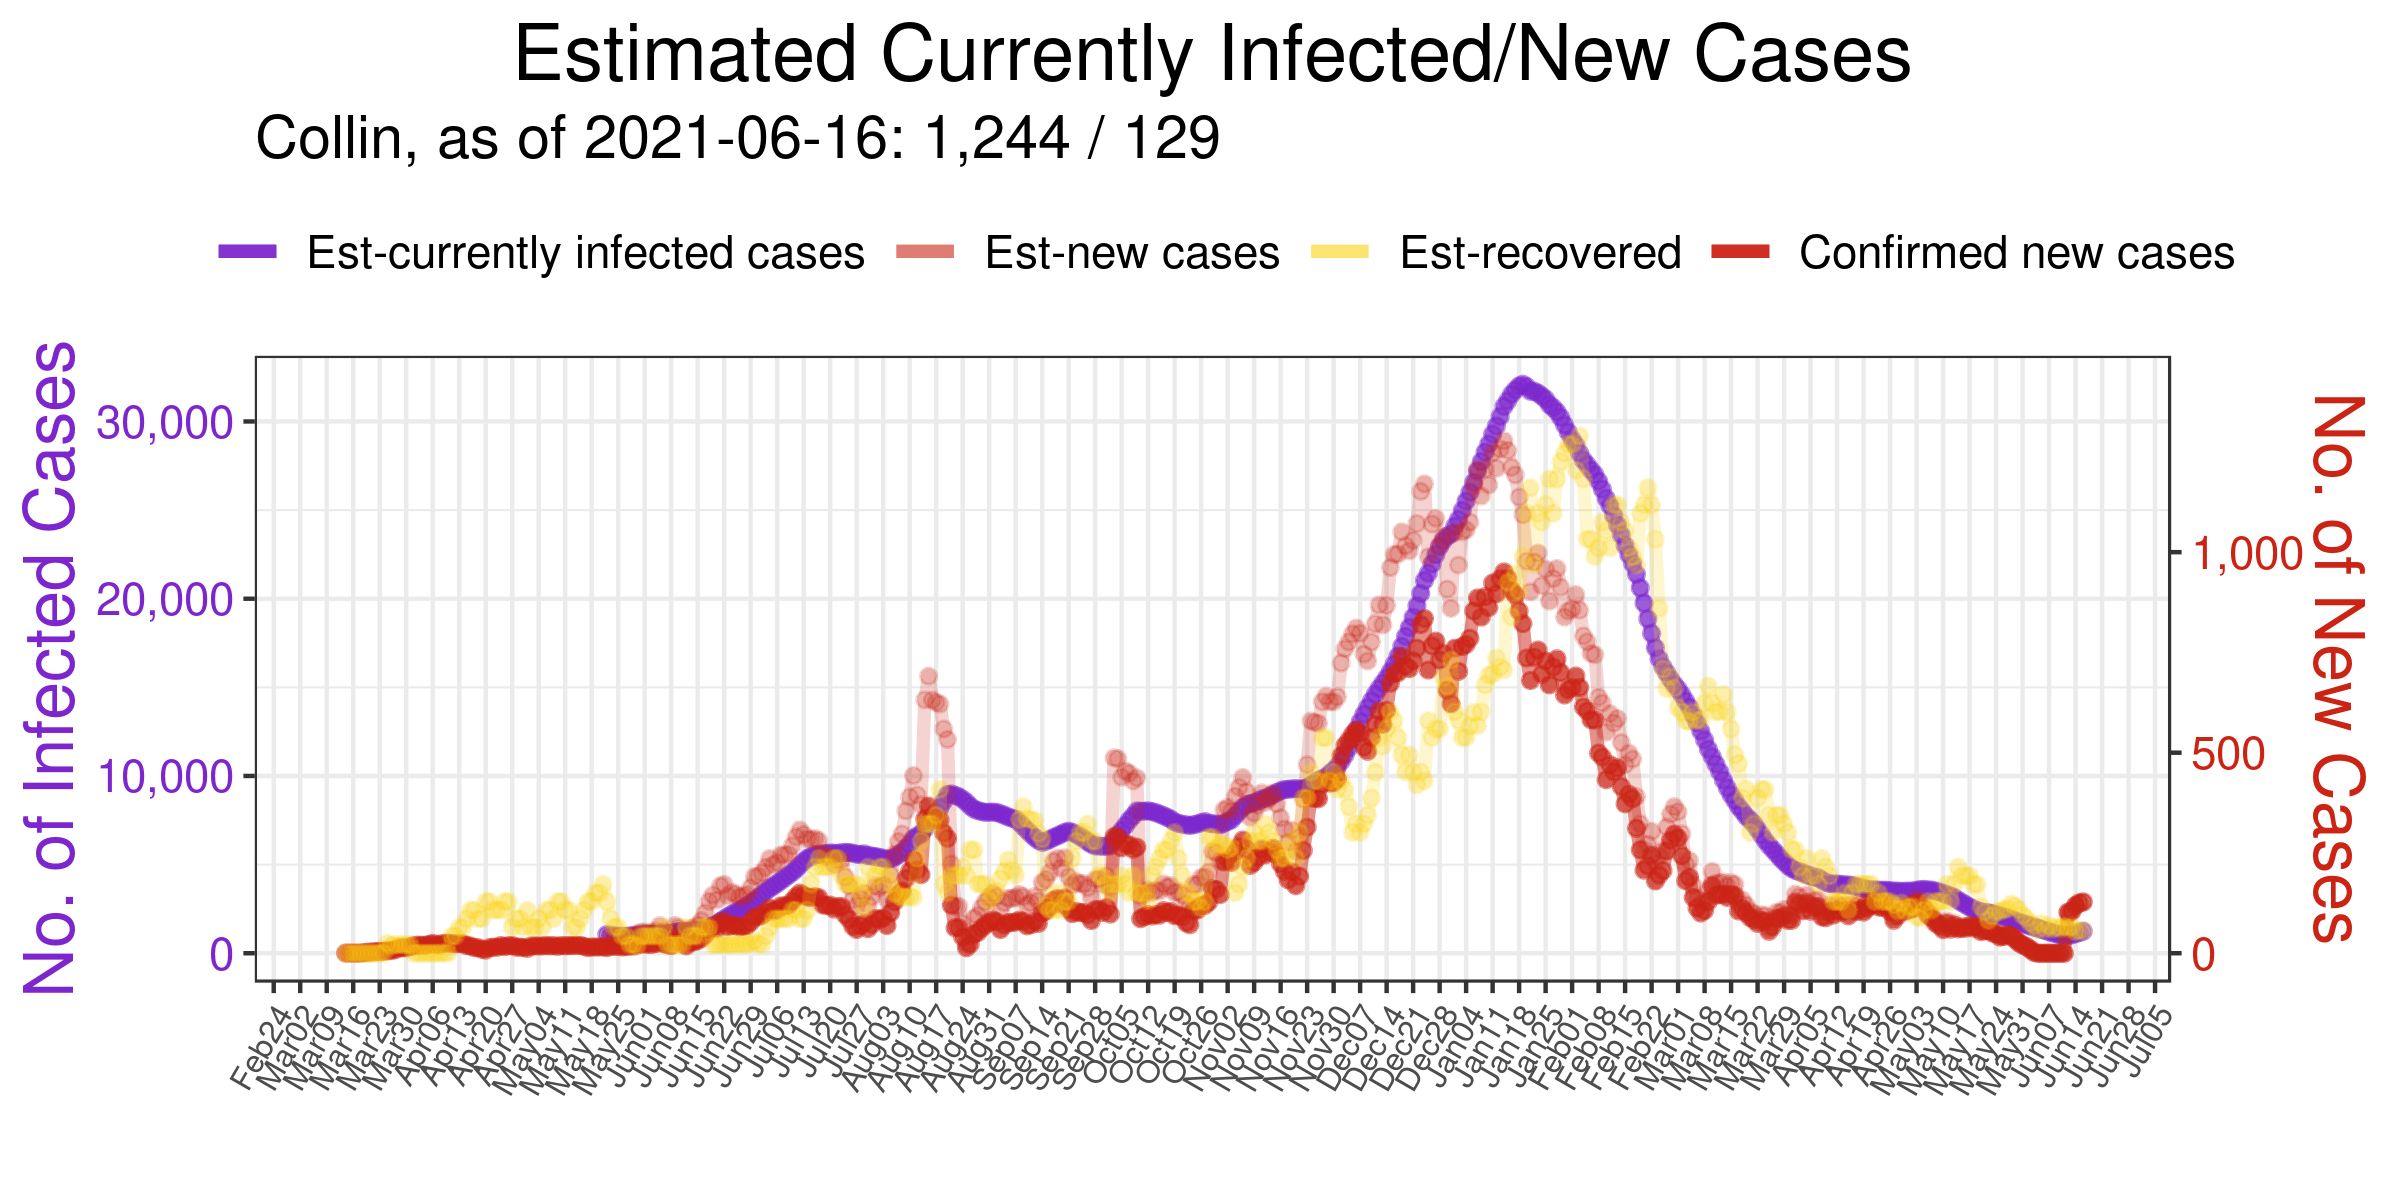 Estimated Currently Infected/New Cases
Collin, as of 2021-06-16: 1,244 / 129
Est-currently infected cases Est-new cases Est-recovered Confirmed new cases
No. of Infected Cases
30,000
20,000
10,000
0
No. of New Cases
1,000
500
0
Feb24 Mar02 Mar09 Mar16 Mar23 Mar30 Apr06 Apr13 Apr20 Apr27 May04 May11 May18 May25 Jun01 Jun08 Jun15 Jun22 Jun29 Jul06 Jul13 Jul20 Jul27 Aug03 Aug10 Aug17 Aug24 Aug31 Sep07 Sep14 Sep21 Sep28 Oct05 Oct12 Oct19 Oct26 Nov02 Nov09 Nov16 Nov23 Nov30 Dec07 Dec14 Dec21 Dec28 Jan04 Jan11 Jan18 Jan25 Feb01 Feb08 Feb15 Feb22 Mar01 Mar08 Mar15 Mar22 Mar29 Apr05 Apr12 Apr19 Apr26 May03 May10 May17 May24 May31 Jun07 Jun14 Jun21 Jun28 Jul05